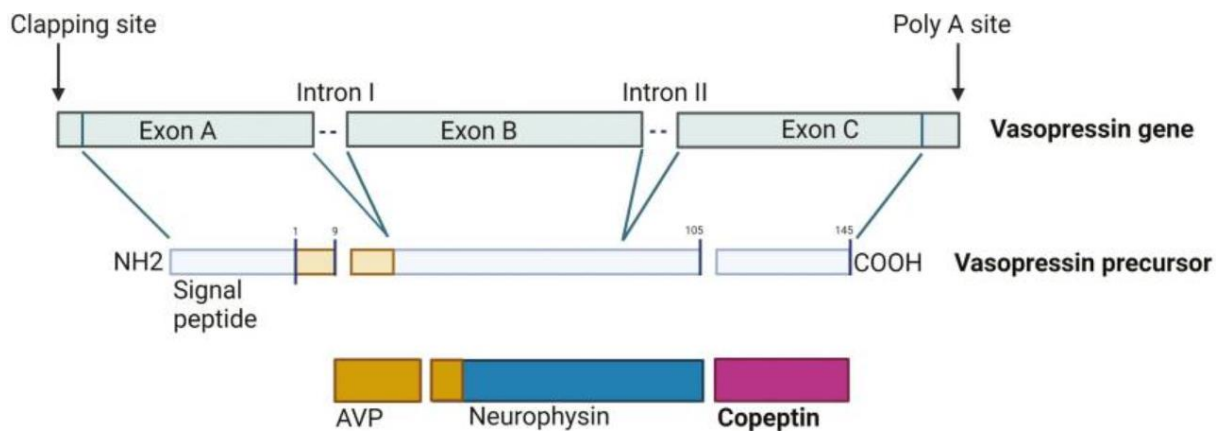 Clapping site
Poly A site
Intron I
Intron II
Exon A
Exon B
Exon C
Vasopressin gene
1
9
105
145
NH2
COOH
Vasopressin precursor
Signal
peptide
AVP
Neurophysin
Copeptin